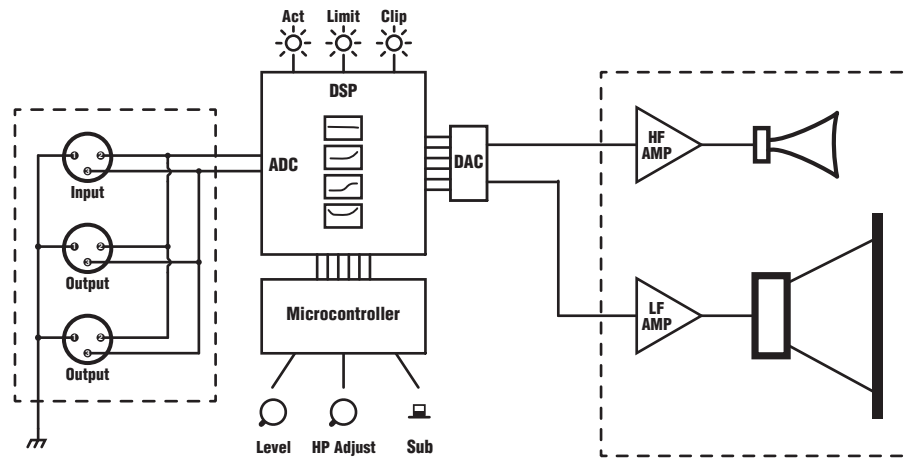 Act Limit Clip
DSP
ADC
DAC
HF
AMP
1 2
3
Input
1 2
3
Output
1 2
3
Output
Microcontroller
LF
AMP
Level HP Adjust Sub